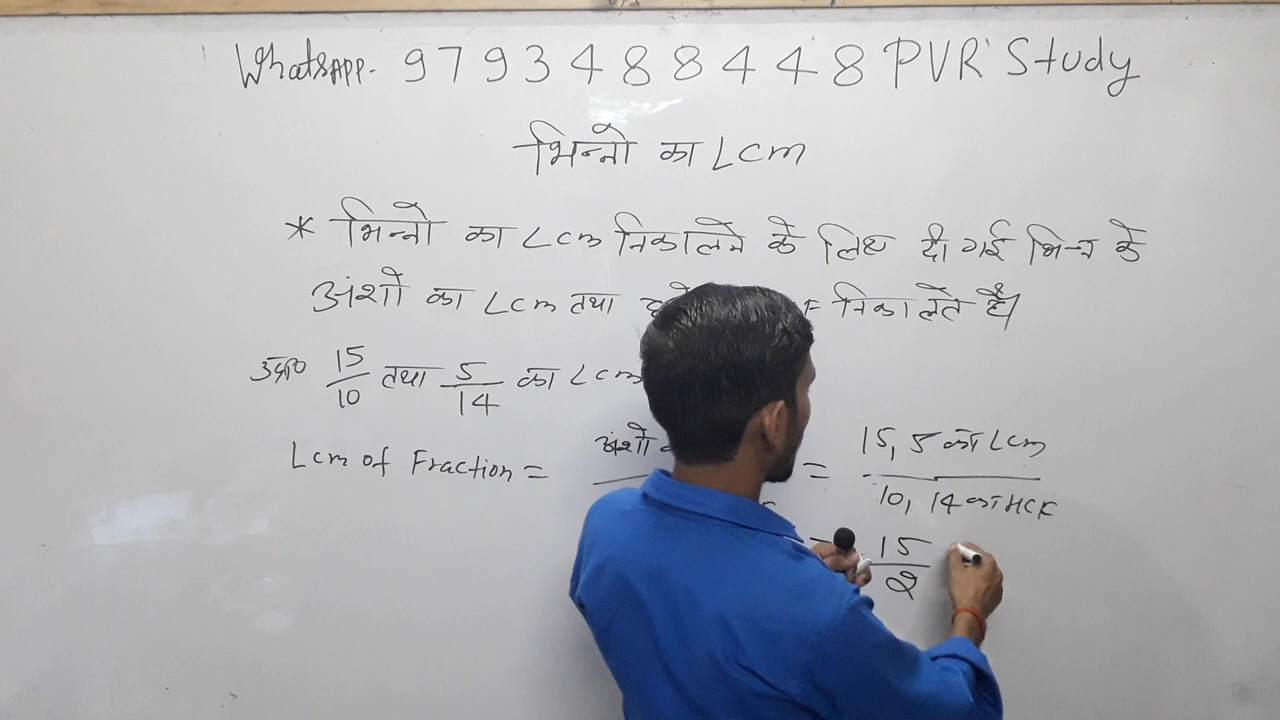 WhatsAPP- 9793488448 PVR Study
भिन्नो का Lcm
* भिन्नो का Lcm निकालने के लिए दी गई भिन्न के
अंशो का Lcm तथा निकालते है।
उदा० 15/10 तथा 5/14 का Lcm
Lcm of Fraction = अंशो = 15, 5 का Lcm / 10, 14 का HCF
= 15/2